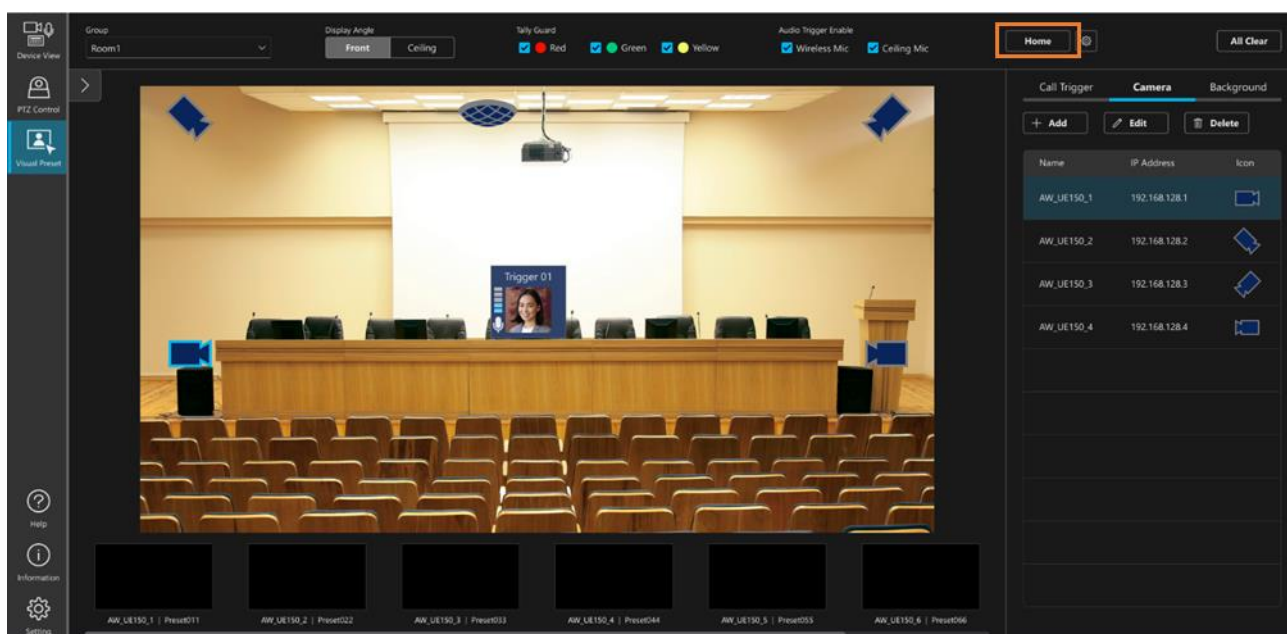 Device View
PTZ Control
Visual Preset
Help
Information
Setting
Group
Room1
Display Angle
Front Ceiling
Tally Guard
Red Green Yellow
Audio Trigger Enable
Wireless Mic Ceiling Mic
Home
All Clear
Trigger 01
Call Trigger Camera Background
+ Add Edit Delete
Name IP Address Icon
AW_UE150_1 192.168.128.1
AW_UE150_2 192.168.128.2
AW_UE150_3 192.168.128.3
AW_UE150_4 192.168.128.4
AW_UE150_1 | Preset011
AW_UE150_2 | Preset022
AW_UE150_3 | Preset033
AW_UE150_4 | Preset044
AW_UE150_5 | Preset055
AW_UE150_6 | Preset066